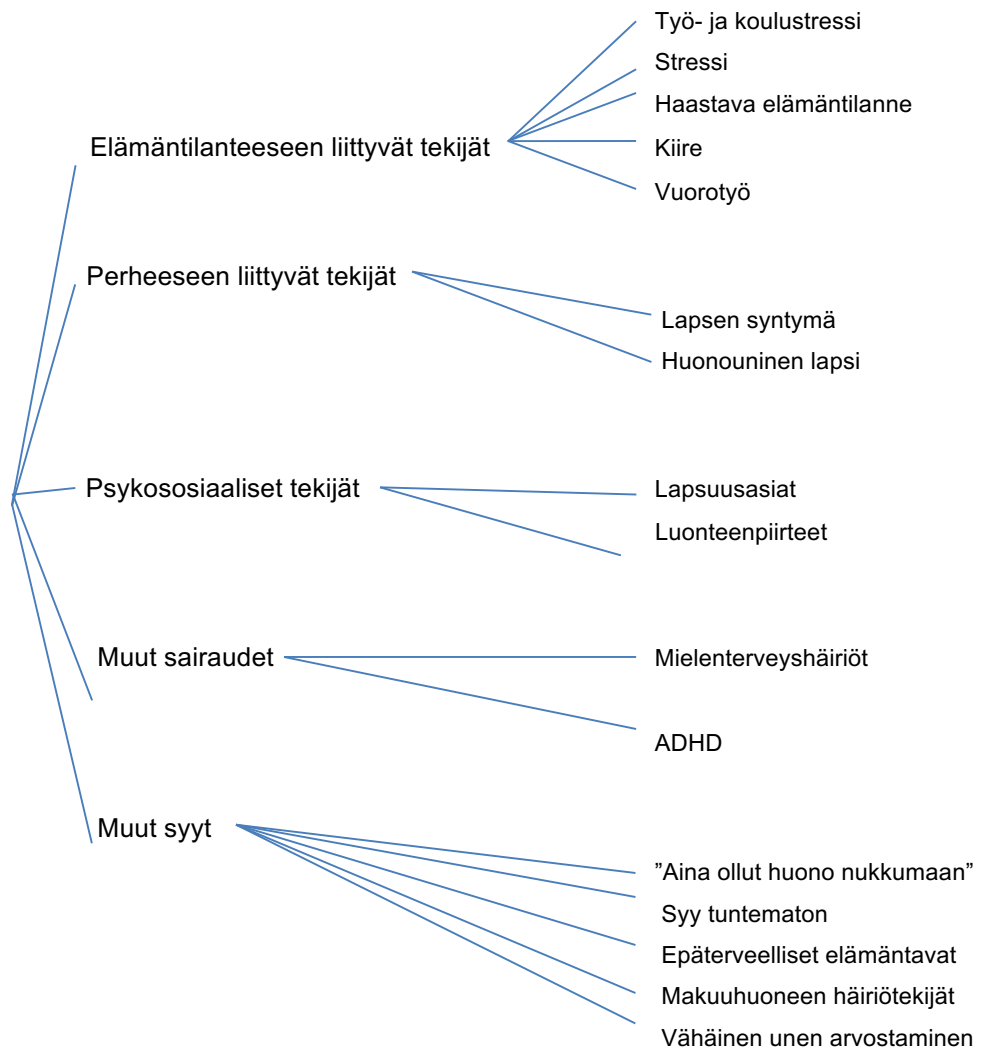 Työ- ja koulustressi
Stressi
Haastava elämäntilanne
Elämäntilanteeseen liittyvät tekijät
Kiire
Vuorotyö
Perheeseen liittyvät tekijät
Lapsen syntymä
Huonouninen lapsi
Psykososiaaliset tekijät
Lapsuusasiat
Luonteenpiirteet
Muut sairaudet
Mielenterveyshäiriöt
ADHD
Muut syyt
”Aina ollut huono nukkumaan”
Syy tuntematon
Epäterveelliset elämäntavat
Makuuhuoneen häiriötekijät
Vähäinen unen arvostaminen